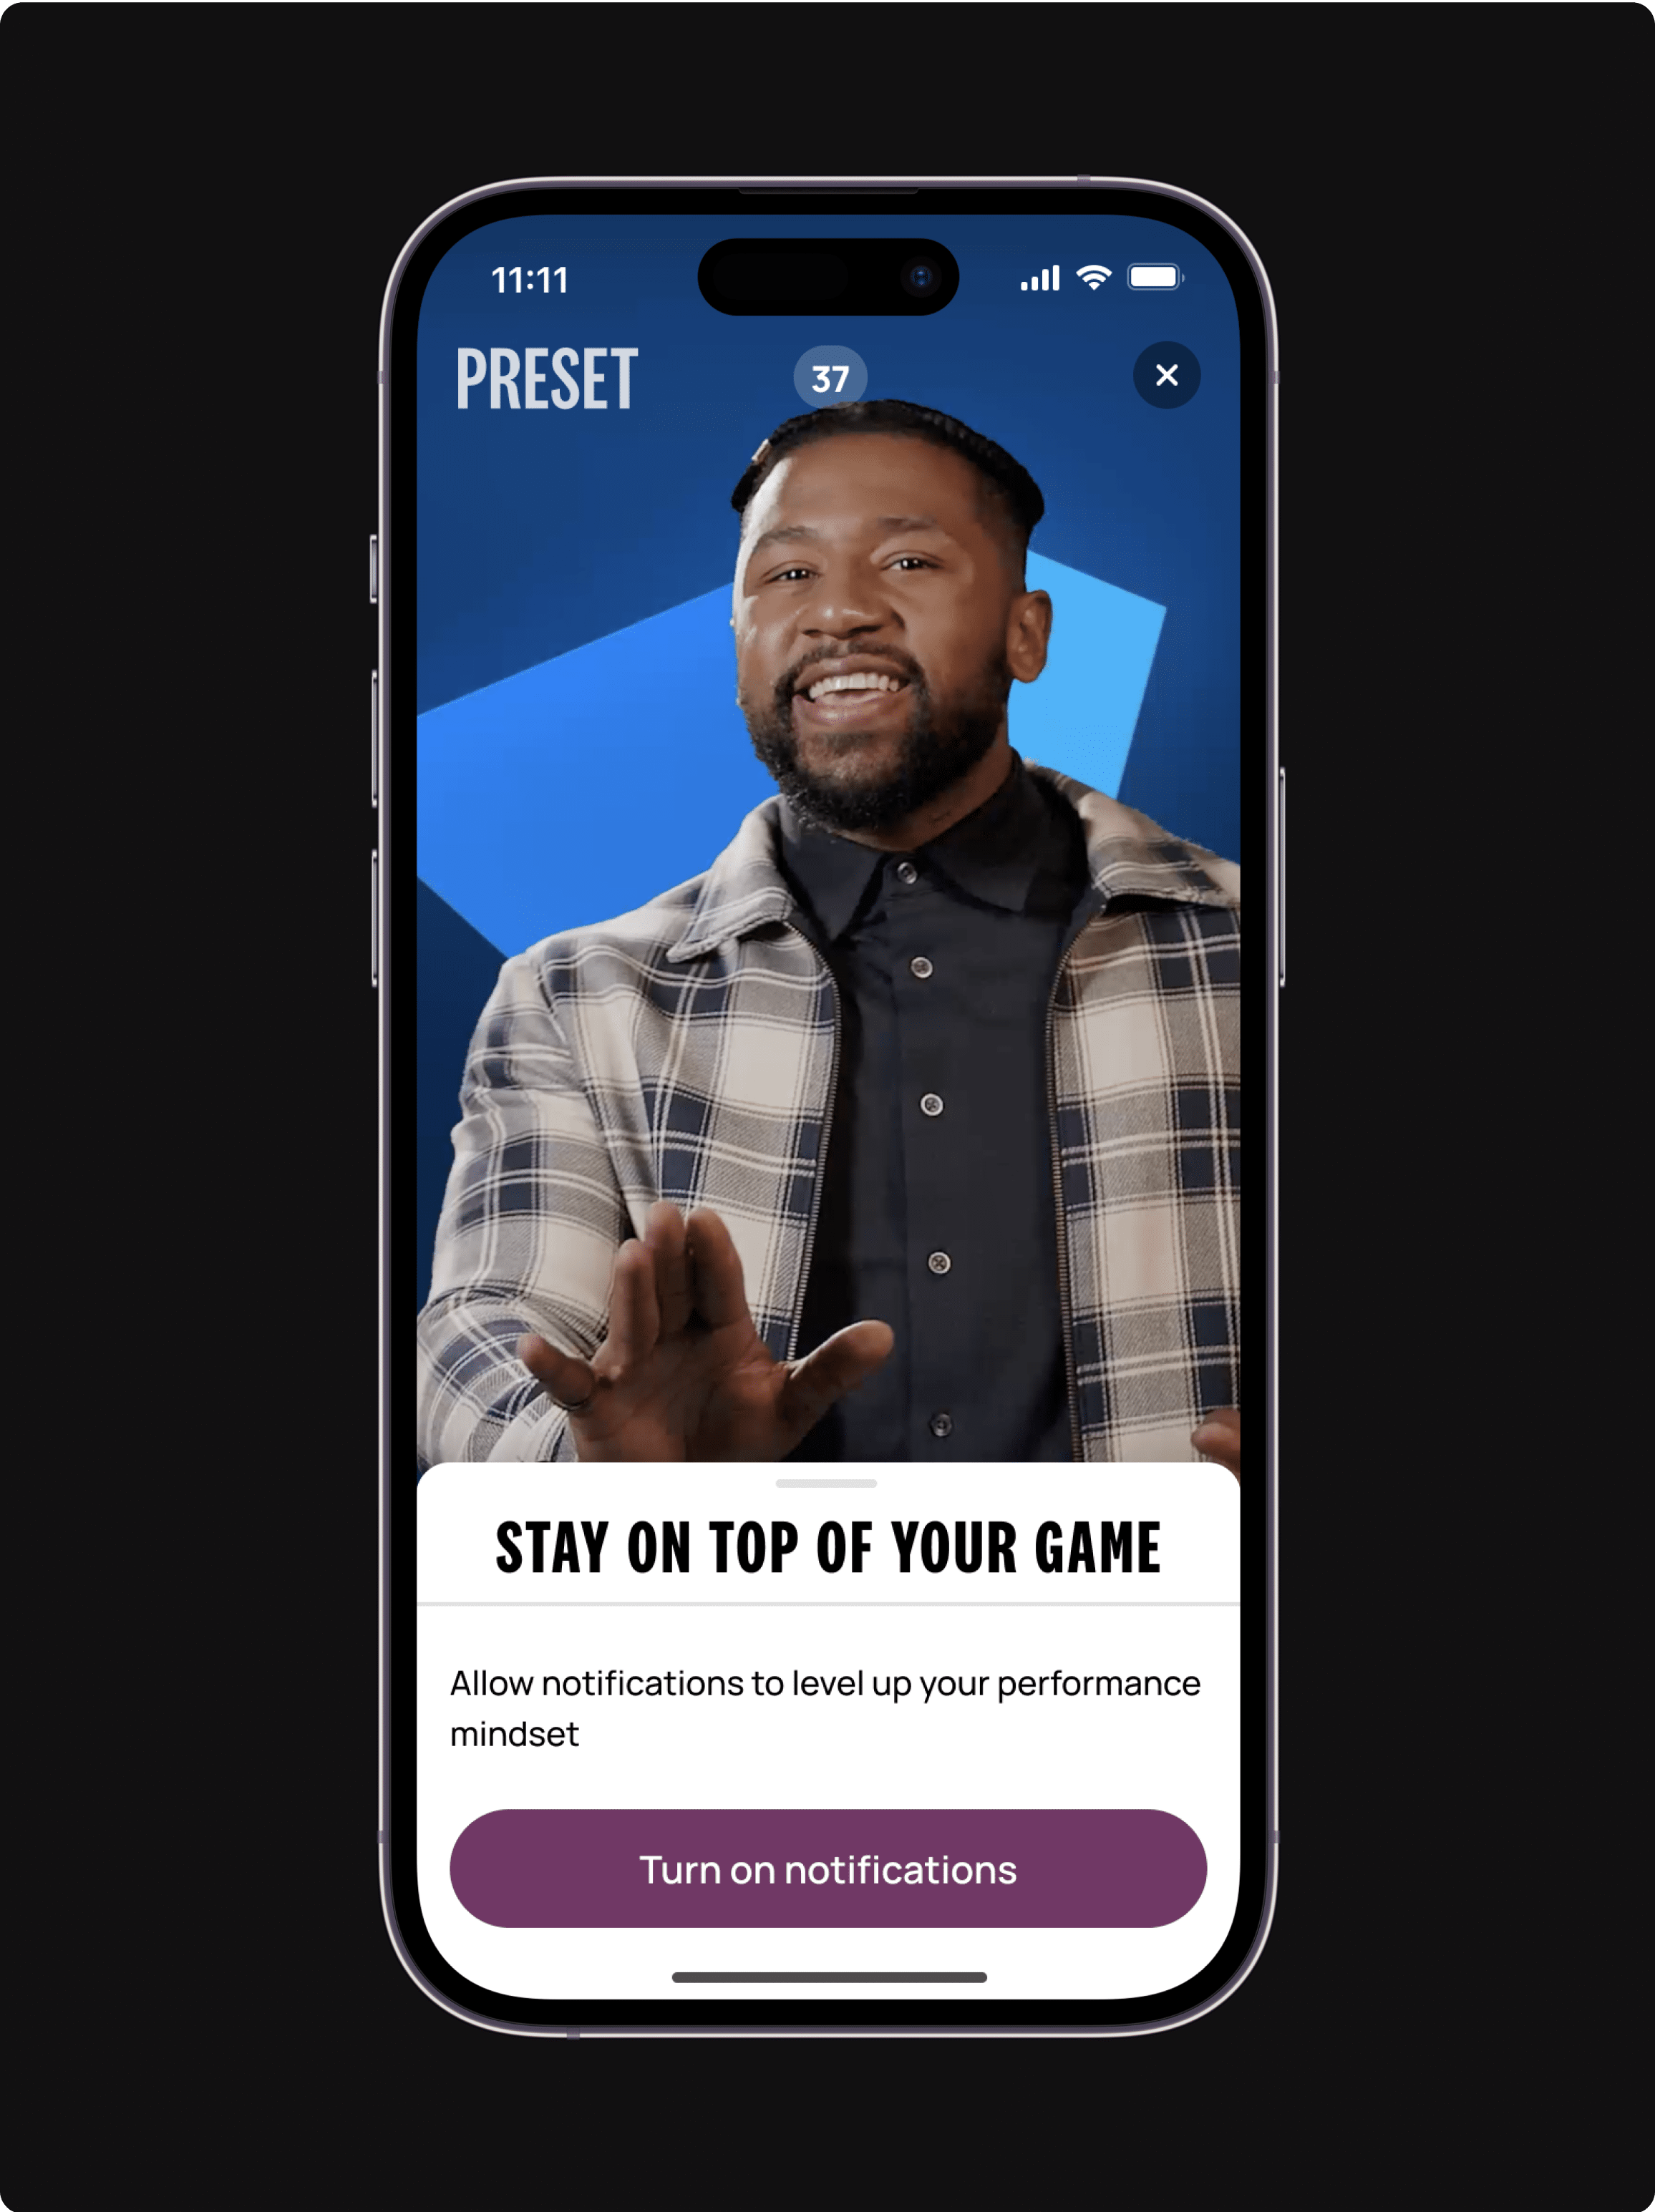 11:11
PRESET
37
STAY ON TOP OF YOUR GAME
Allow notifications to level up your performance
mindset
Turn on notifications